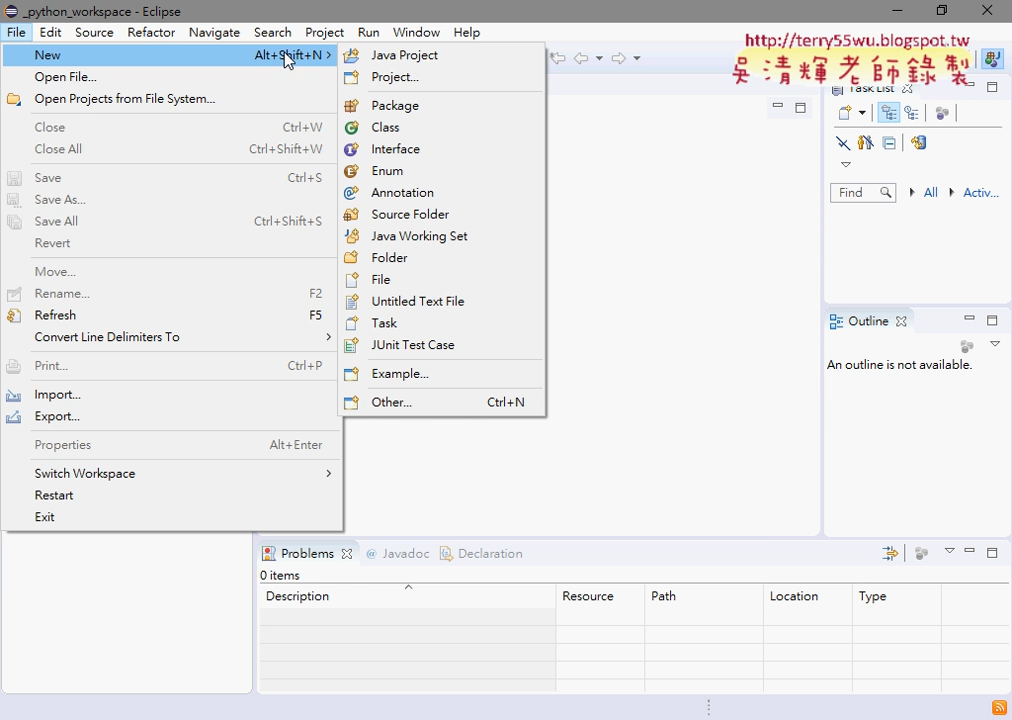 _python_workspace - Eclipse
File Edit Source Refactor Navigate Search Project Run Window Help
http://terry55wu.blogspot.tw
吳清輝老師錄製
New Alt+Shift+N
Open File...
Open Projects from File System...
Close Ctrl+W
Close All Ctrl+Shift+W
Save Ctrl+S
Save As...
Save All Ctrl+Shift+S
Revert
Move...
Rename... F2
Refresh F5
Convert Line Delimiters To
Print... Ctrl+P
Import...
Export...
Properties Alt+Enter
Switch Workspace
Restart
Exit
Java Project
Project...
Package
Class
Interface
Enum
Annotation
Source Folder
Java Working Set
Folder
File
Untitled Text File
Task
JUnit Test Case
Example...
Other... Ctrl+N
Task List
Find All Activ...
Outline
An outline is not available.
Problems @ Javadoc Declaration
0 items
Description Resource Path Location Type